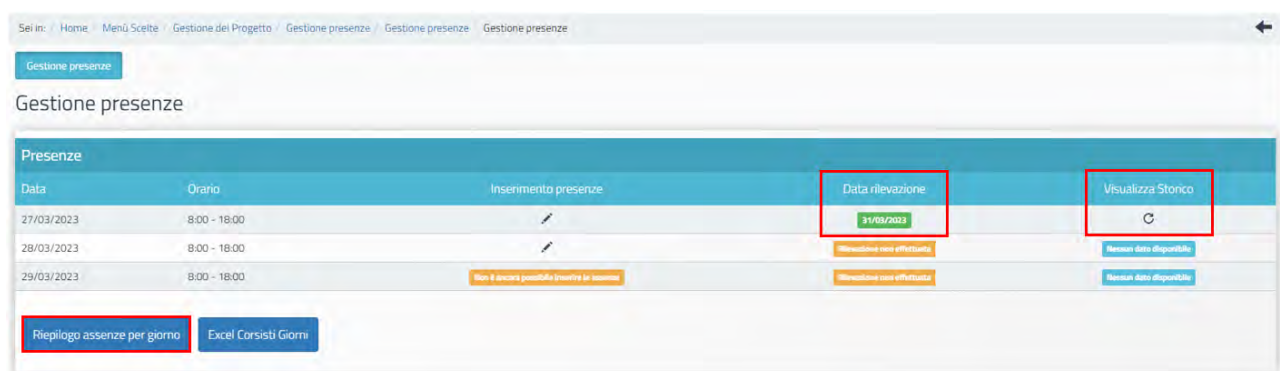 Sei in: / Home / Menù Scelte / Gestione del Progetto / Gestione presenze / Gestione presenze / Gestione presenze
Gestione presenze
Gestione presenze
Presenze
Data Orario Inserimento presenze Data rilevazione Visualizza Storico
27/03/2023 8:00 - 18:00 31/03/2023
28/03/2023 8:00 - 18:00 Rilevazione non effettuata Nessun dato disponibile
29/03/2023 8:00 - 18:00 Non è ancora possibile inserire le assenze Rilevazione non effettuata Nessun dato disponibile
Riepilogo assenze per giorno Excel Corsisti Giorni